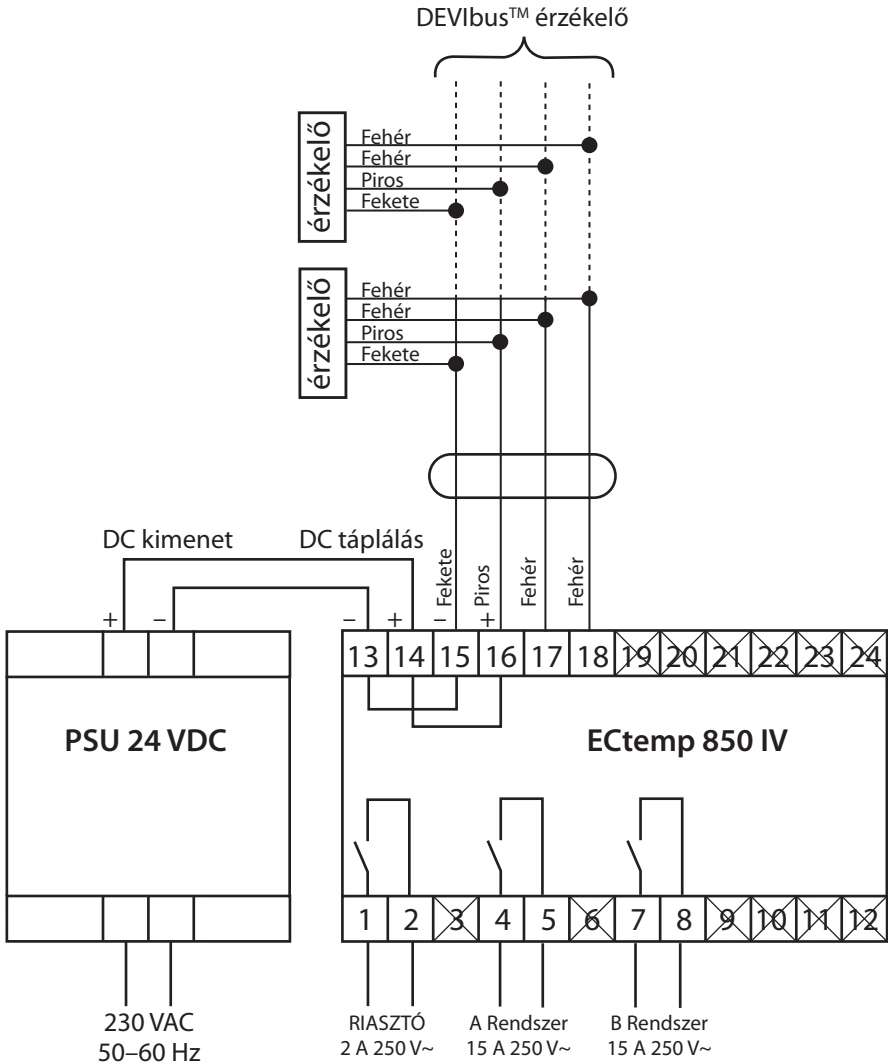 DEVIbus™ érzékelő
érzékelő
Fehér
Fehér
Piros
Fekete
érzékelő
Fehér
Fehér
Piros
Fekete
DC kimenet
DC táplálás
Fekete
Piros
Fehér
Fehér
+ –
– + – +
13 14 15 16 17 18 19 20 21 22 23 24
PSU 24 VDC
ECtemp 850 IV
1 2 3 4 5 6 7 8 9 10 11 12
230 VAC
50–60 Hz
RIASZTÓ
2 A 250 V~
A Rendszer
15 A 250 V~
B Rendszer
15 A 250 V~